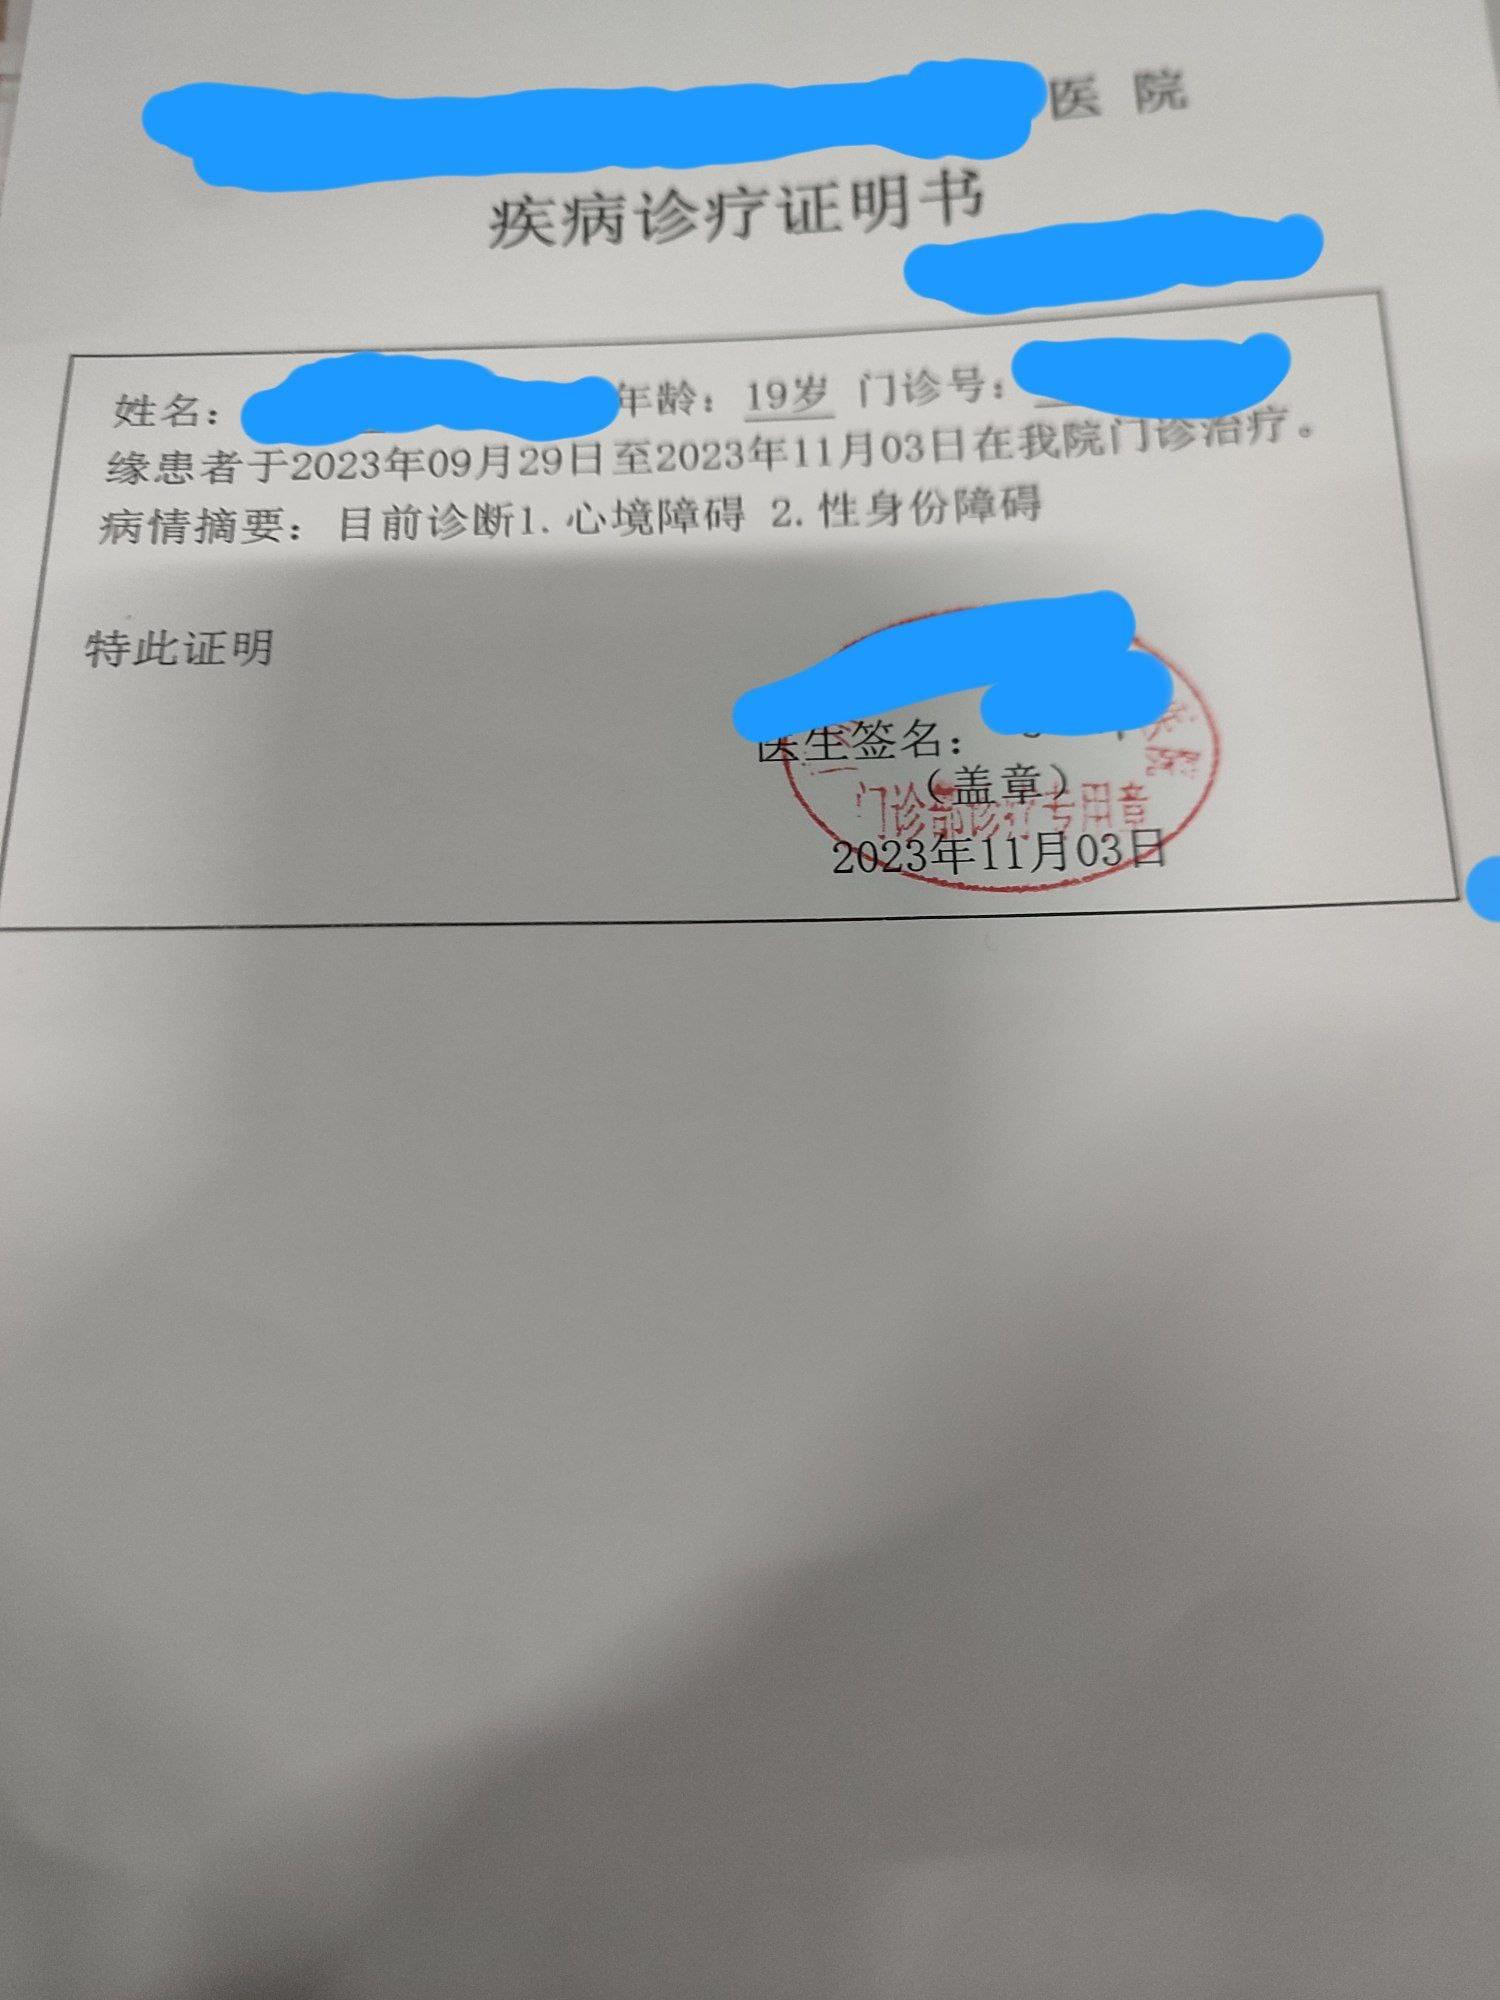 医 院
疾病诊疗证明书
姓名： 年龄：19岁 门诊号：
缘患者于2023年09月29日至2023年11月03日在我院门诊治疗。
病情摘要： 目前诊断1. 心境障碍 2. 性身份障碍
特此证明
医生签名：
（盖章）
门诊部诊疗专用章
2023年11月03日